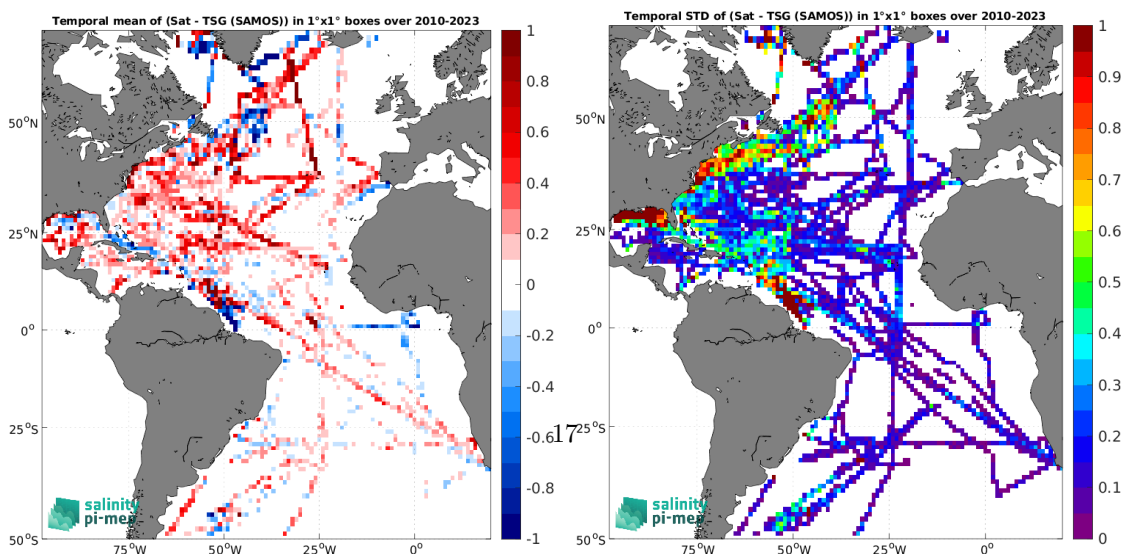 Temporal mean of (Sat - TSG (SAMOS)) in 1°x1° boxes over 2010-2023
1
0.8
0.6
0.4
0.2
0
-0.2
-0.4
-0.6
-0.8
-1
50°N
25°N
0°
25°S
50°S
75°W
50°W
25°W
0°
salinity
pi-mep
17
Temporal STD of (Sat - TSG (SAMOS)) in 1°x1° boxes over 2010-2023
1
0.9
0.8
0.7
0.6
0.5
0.4
0.3
0.2
0.1
0
50°N
25°N
0°
25°S
50°S
75°W
50°W
25°W
0°
salinity
pi-mep